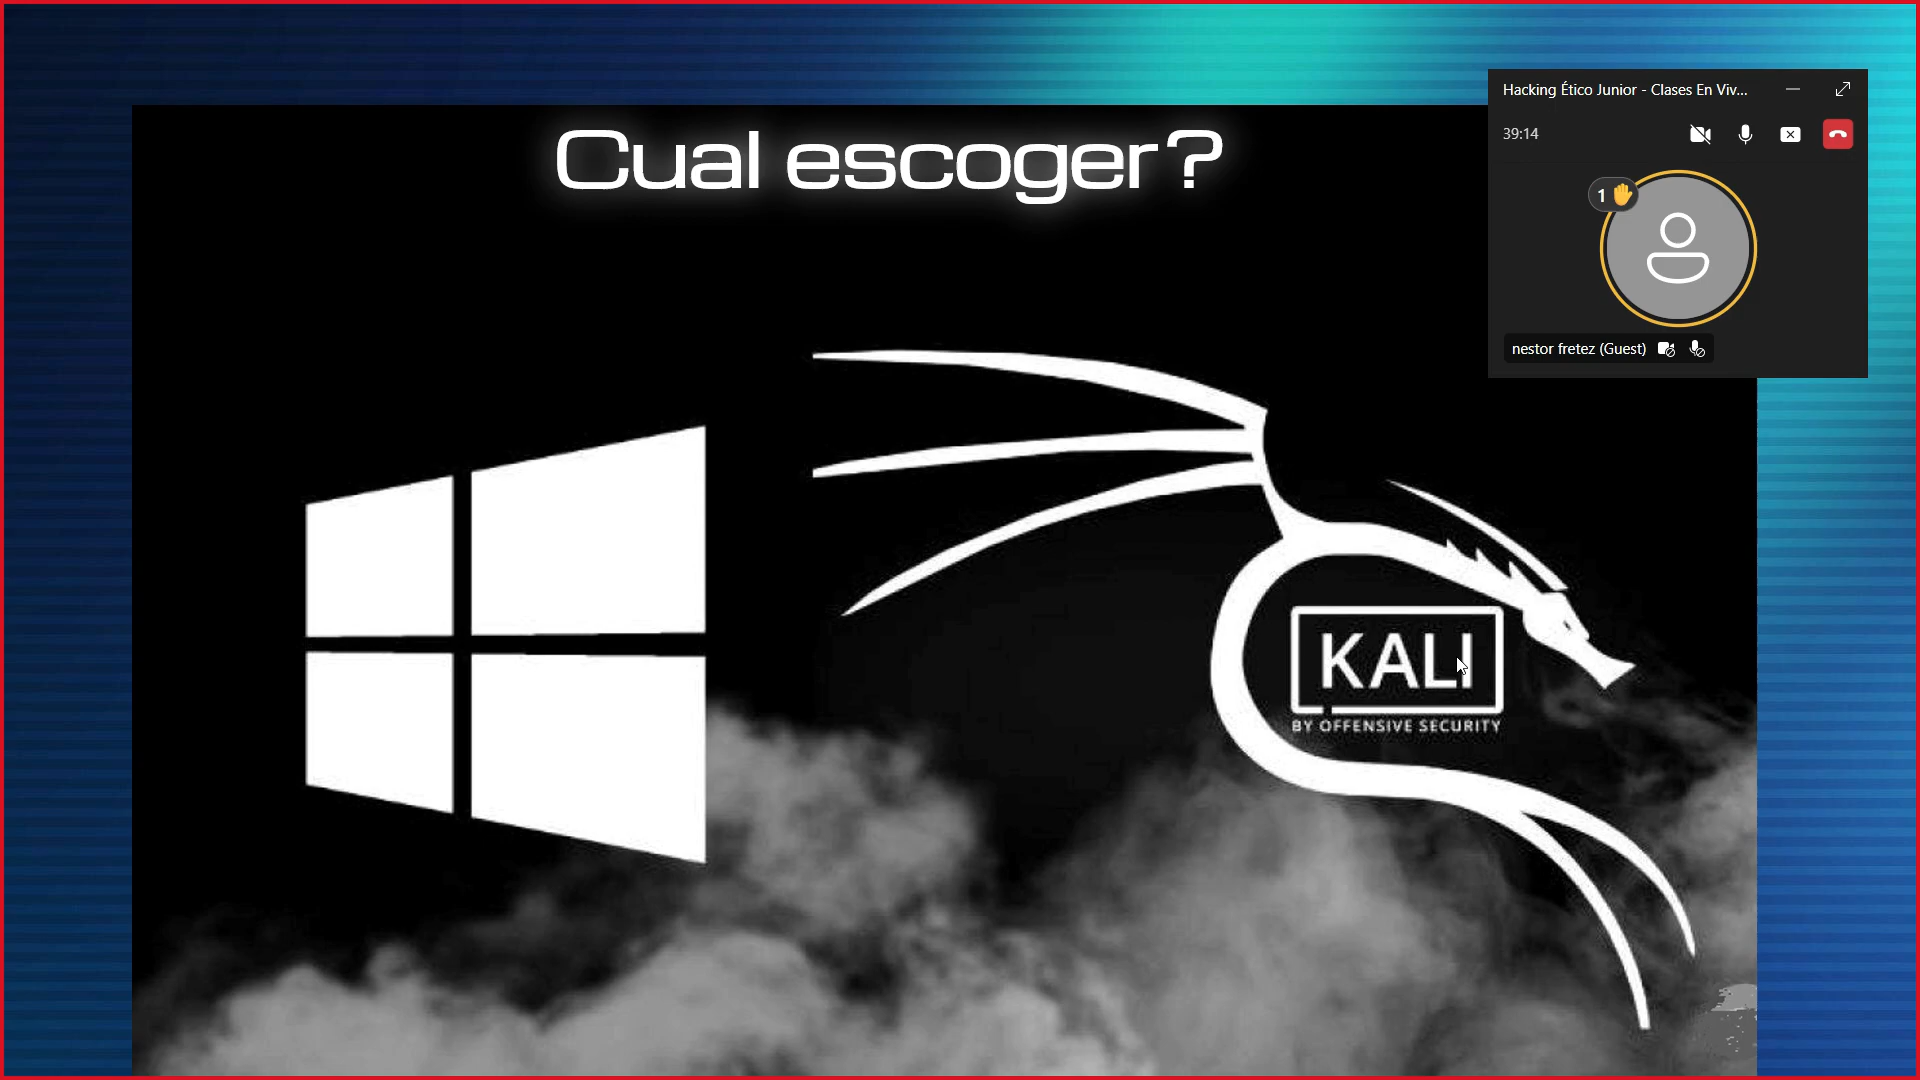 Cual escoger?
Hacking Ético Junior - Clases En Viv...
39:14
1
nestor fretez (Guest)
KALI
BY OFFENSIVE SECURITY